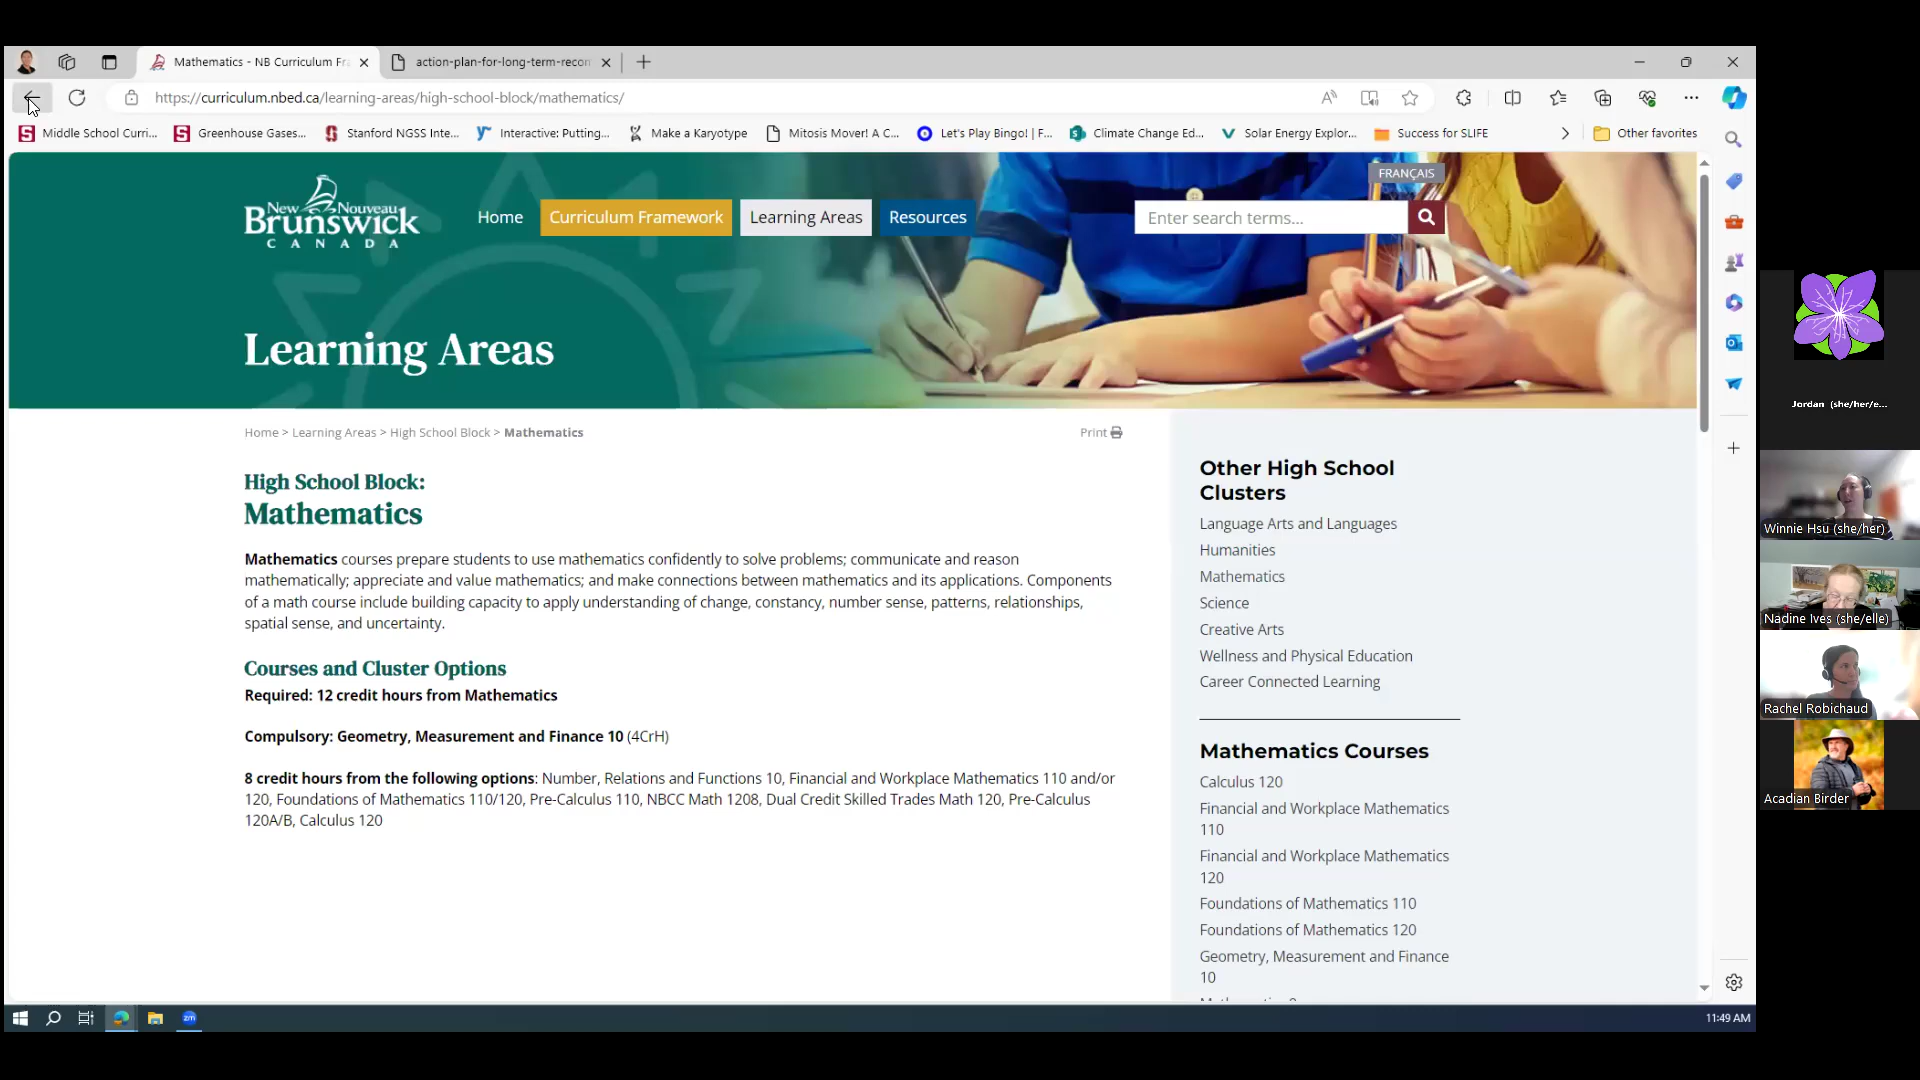 Mathematics - NB Curriculum Fr
action-plan-for-long-term-recon
https://curriculum.nbed.ca/learning-areas/high-school-block/mathematics/
Middle School Curri...
Greenhouse Gases...
Stanford NGSS Inte...
Interactive: Putting...
Make a Karyotype
Mitosis Mover! A C...
Let's Play Bingo! | F...
Climate Change Ed...
Solar Energy Explor...
Success for SLIFE
Other favorites
FRANÇAIS
New Nouveau
Brunswick
CANADA
Home
Curriculum Framework
Learning Areas
Resources
Enter search terms...
Learning Areas
Home > Learning Areas > High School Block > Mathematics
Print
High School Block:
Mathematics
Mathematics courses prepare students to use mathematics confidently to solve problems; communicate and reason
mathematically; appreciate and value mathematics; and make connections between mathematics and its applications. Components
of a math course include building capacity to apply understanding of change, constancy, number sense, patterns, relationships,
spatial sense, and uncertainty.
Courses and Cluster Options
Required: 12 credit hours from Mathematics
Compulsory: Geometry, Measurement and Finance 10 (4CrH)
8 credit hours from the following options: Number, Relations and Functions 10, Financial and Workplace Mathematics 110 and/or
120, Foundations of Mathematics 110/120, Pre-Calculus 110, NBCC Math 1208, Dual Credit Skilled Trades Math 120, Pre-Calculus
120A/B, Calculus 120
Other High School
Clusters
Language Arts and Languages
Humanities
Mathematics
Science
Creative Arts
Wellness and Physical Education
Career Connected Learning
Mathematics Courses
Calculus 120
Financial and Workplace Mathematics
110
Financial and Workplace Mathematics
120
Foundations of Mathematics 110
Foundations of Mathematics 120
Geometry, Measurement and Finance
10
Jordan (she/her/e...
Winnie Hsu (she/her)
Nadine Ives (she/elle)
Rachel Robichaud
Acadian Birder
zm
11:49 AM